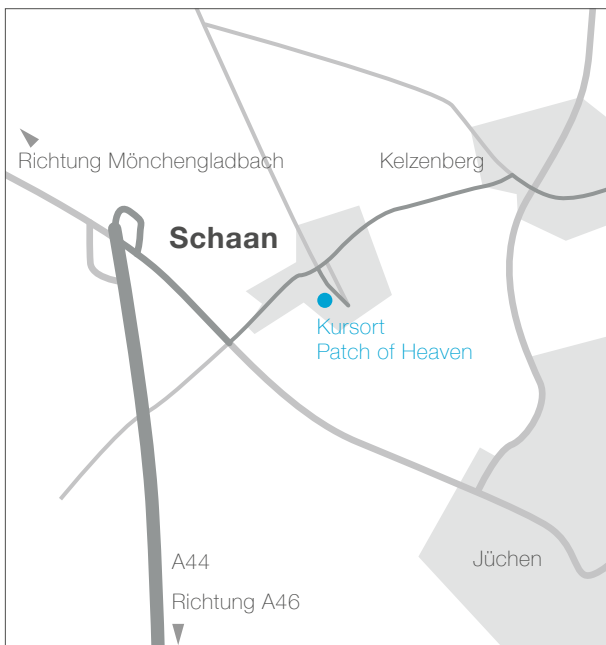 Richtung Mönchengladbach
Kelzenberg
Schaan
Kursort
Patch of Heaven
A44
Jüchen
Richtung A46